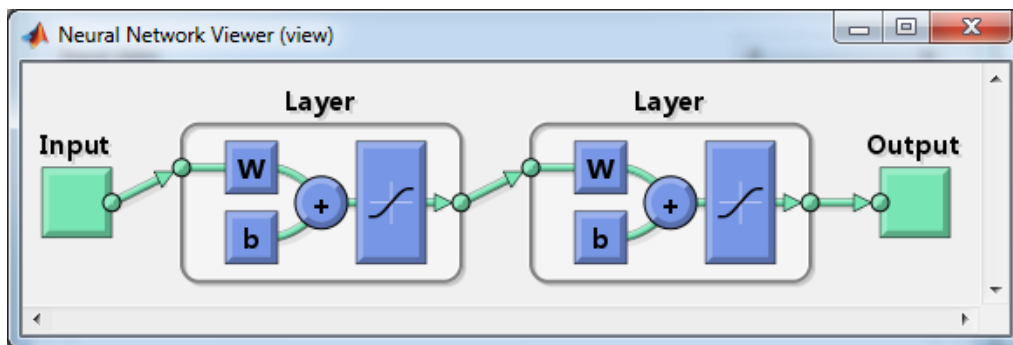 Neural Network Viewer (view)
Layer Layer
Input Output
W W
+ +
b b